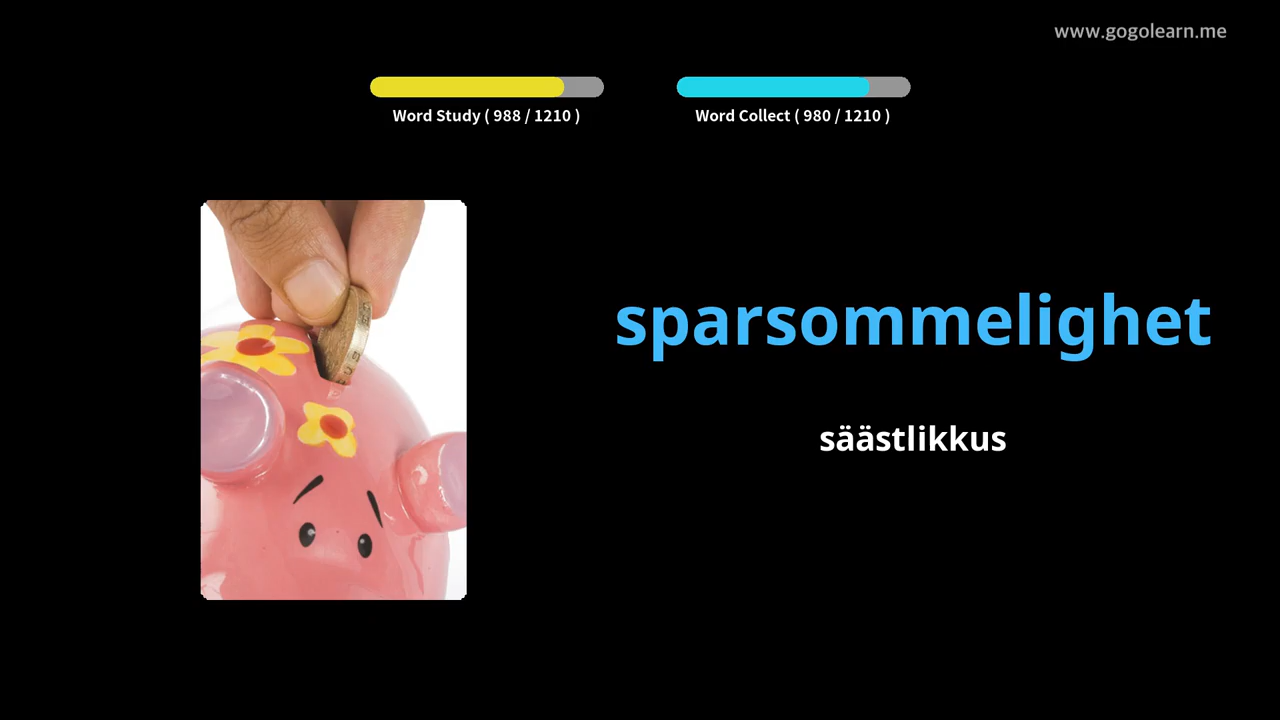 www.gogolearn.me
Word Study ( 988 / 1210 )
Word Collect ( 980 / 1210 )
sparsommelighet
säästlikkus